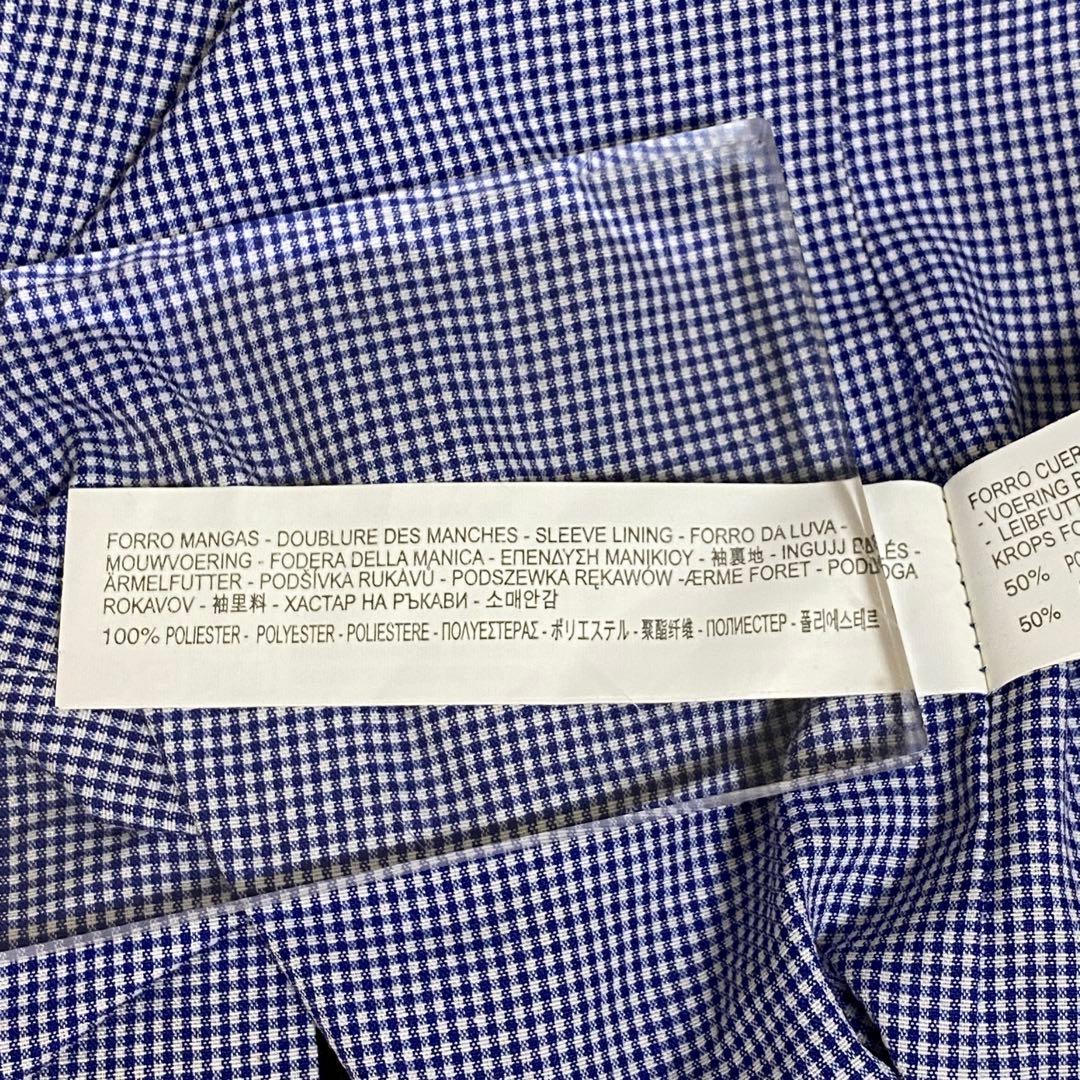 FORRO MANGAS - DOUBLURE DES MANCHES - SLEEVE LINING - FORRO DA LUVA -
MOUWVOERING - FODERA DELLA MANICA - ΕΠΕΝΔΥΣΗ ΜΑΝΙΚΙΟΥ - 袖裏地 - INGUJJ
ÄRMELFUTTER - PODŠÍVKA RUKÁVŮ - PODSZEWKA RĘKAWÓW -ÆRME FORET -
ROKAVOV - 袖里料 - ХАСТАР НА РЪКАВИ - 소매안감
100% POLIESTER - POLYESTER - POLIESTERE - ΠΟΛΥΕΣΤΕΡΑΣ - ポリエステル - 聚酯纤维 - ПОЛИЕСТЕР - 폴리에스테르
FORRO
- VOERING
- LEIBFUTT
KROPS
50%
50%